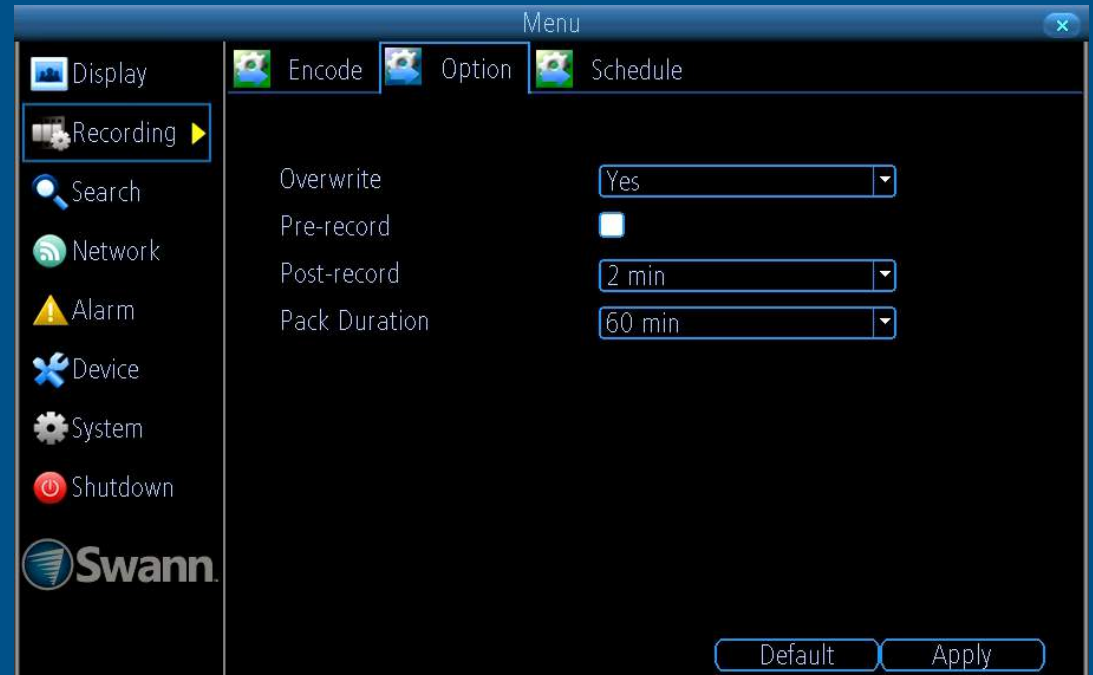 Menu
Display
Recording
Search
Network
Alarm
Device
System
Shutdown
Swann.
Encode Option Schedule
Overwrite Yes
Pre-record
Post-record 2 min
Pack Duration 60 min
Default Apply